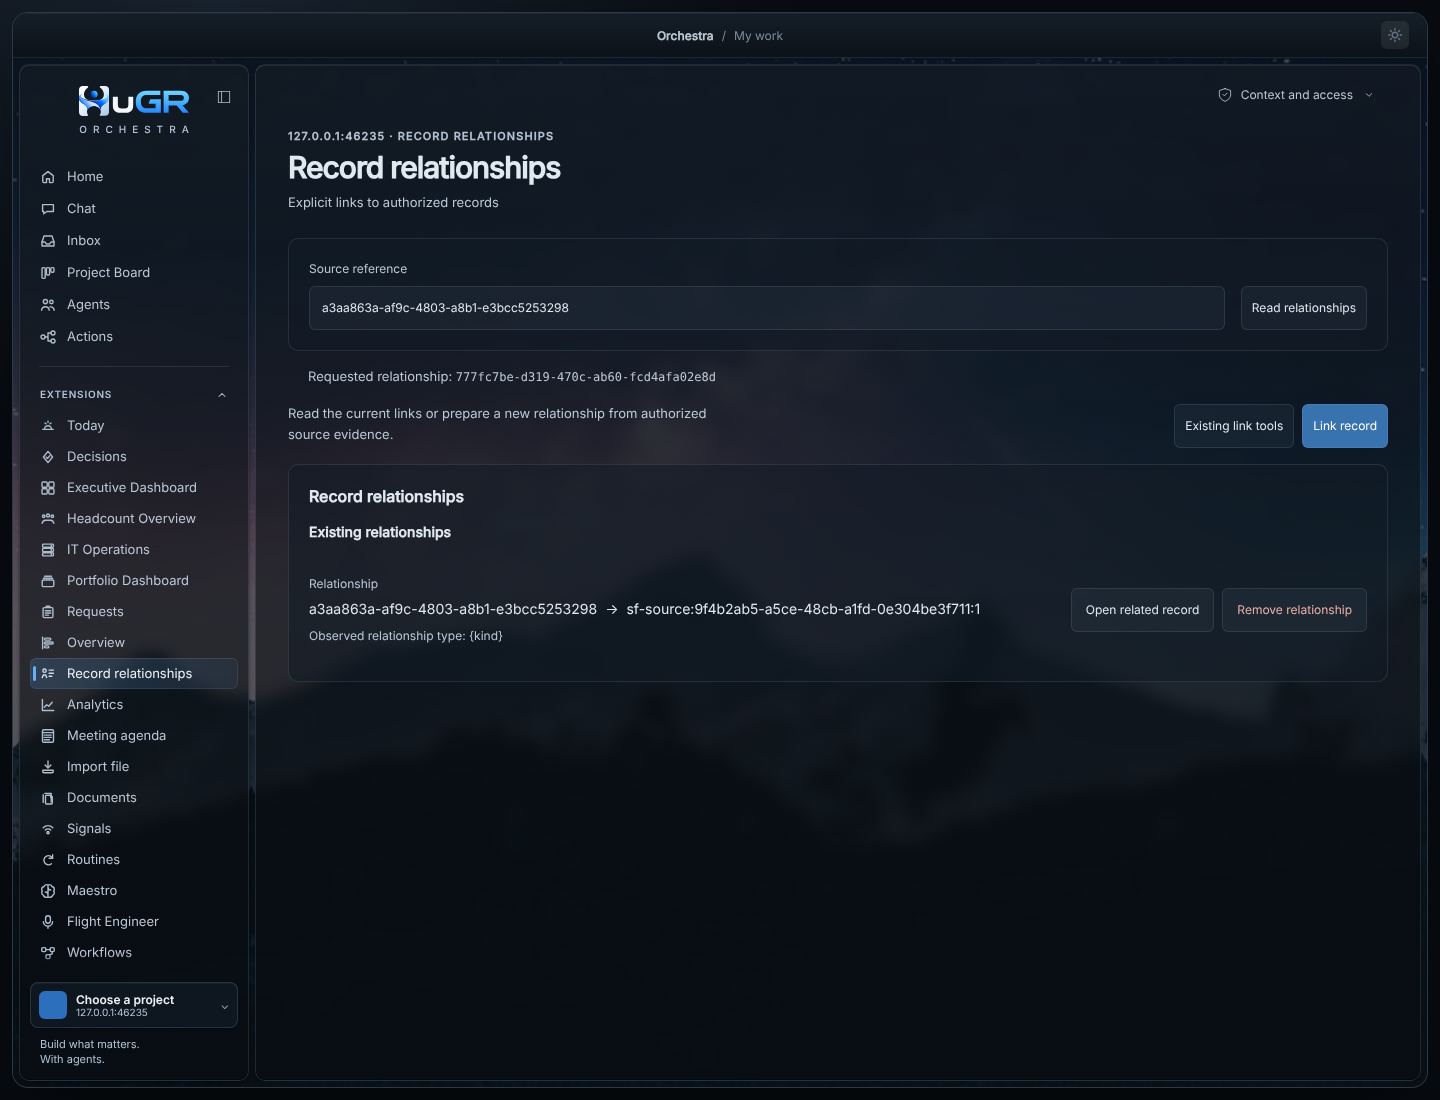 Orchestra / My work
HuGR
ORCHESTRA
Home
Chat
Inbox
Project Board
Agents
Actions
EXTENSIONS
Today
Decisions
Executive Dashboard
Headcount Overview
IT Operations
Portfolio Dashboard
Requests
Overview
Record relationships
Analytics
Meeting agenda
Import file
Documents
Signals
Routines
Maestro
Flight Engineer
Workflows
Choose a project
127.0.0.1:46235
Build what matters.
With agents.
Context and access
127.0.0.1:46235 · RECORD RELATIONSHIPS
Record relationships
Explicit links to authorized records
Source reference
a3aa863a-af9c-4803-a8b1-e3bcc5253298
Read relationships
Requested relationship: 777fc7be-d319-470c-ab60-fcd4afa02e8d
Read the current links or prepare a new relationship from authorized
source evidence.
Existing link tools
Link record
Record relationships
Existing relationships
Relationship
a3aa863a-af9c-4803-a8b1-e3bcc5253298 → sf-source:9f4b2ab5-a5ce-48cb-a1fd-0e304be3f711:1
Observed relationship type: {kind}
Open related record
Remove relationship